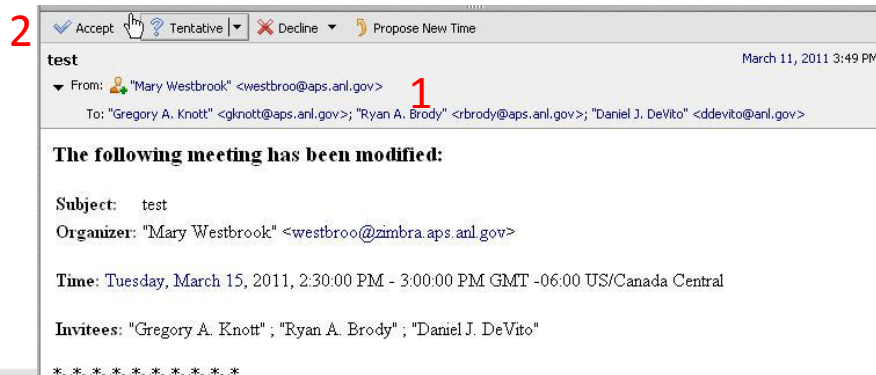 2 Accept Tentative Decline Propose New Time
test March 11, 2011 3:49 PM
From: "Mary Westbrook" <westbroo@aps.anl.gov> 1
To: "Gregory A. Knott" <gknott@aps.anl.gov>; "Ryan A. Brody" <rbrody@aps.anl.gov>; "Daniel J. DeVito" <ddevito@anl.gov>
The following meeting has been modified:
Subject: test
Organizer: "Mary Westbrook" <westbroo@zimbra.aps.anl.gov>
Time: Tuesday, March 15, 2011, 2:30:00 PM - 3:00:00 PM GMT -06:00 US/Canada Central
Invitees: "Gregory A. Knott" ; "Ryan A. Brody" ; "Daniel J. DeVito"
*~*~*~*~*~*~*~*~*~*